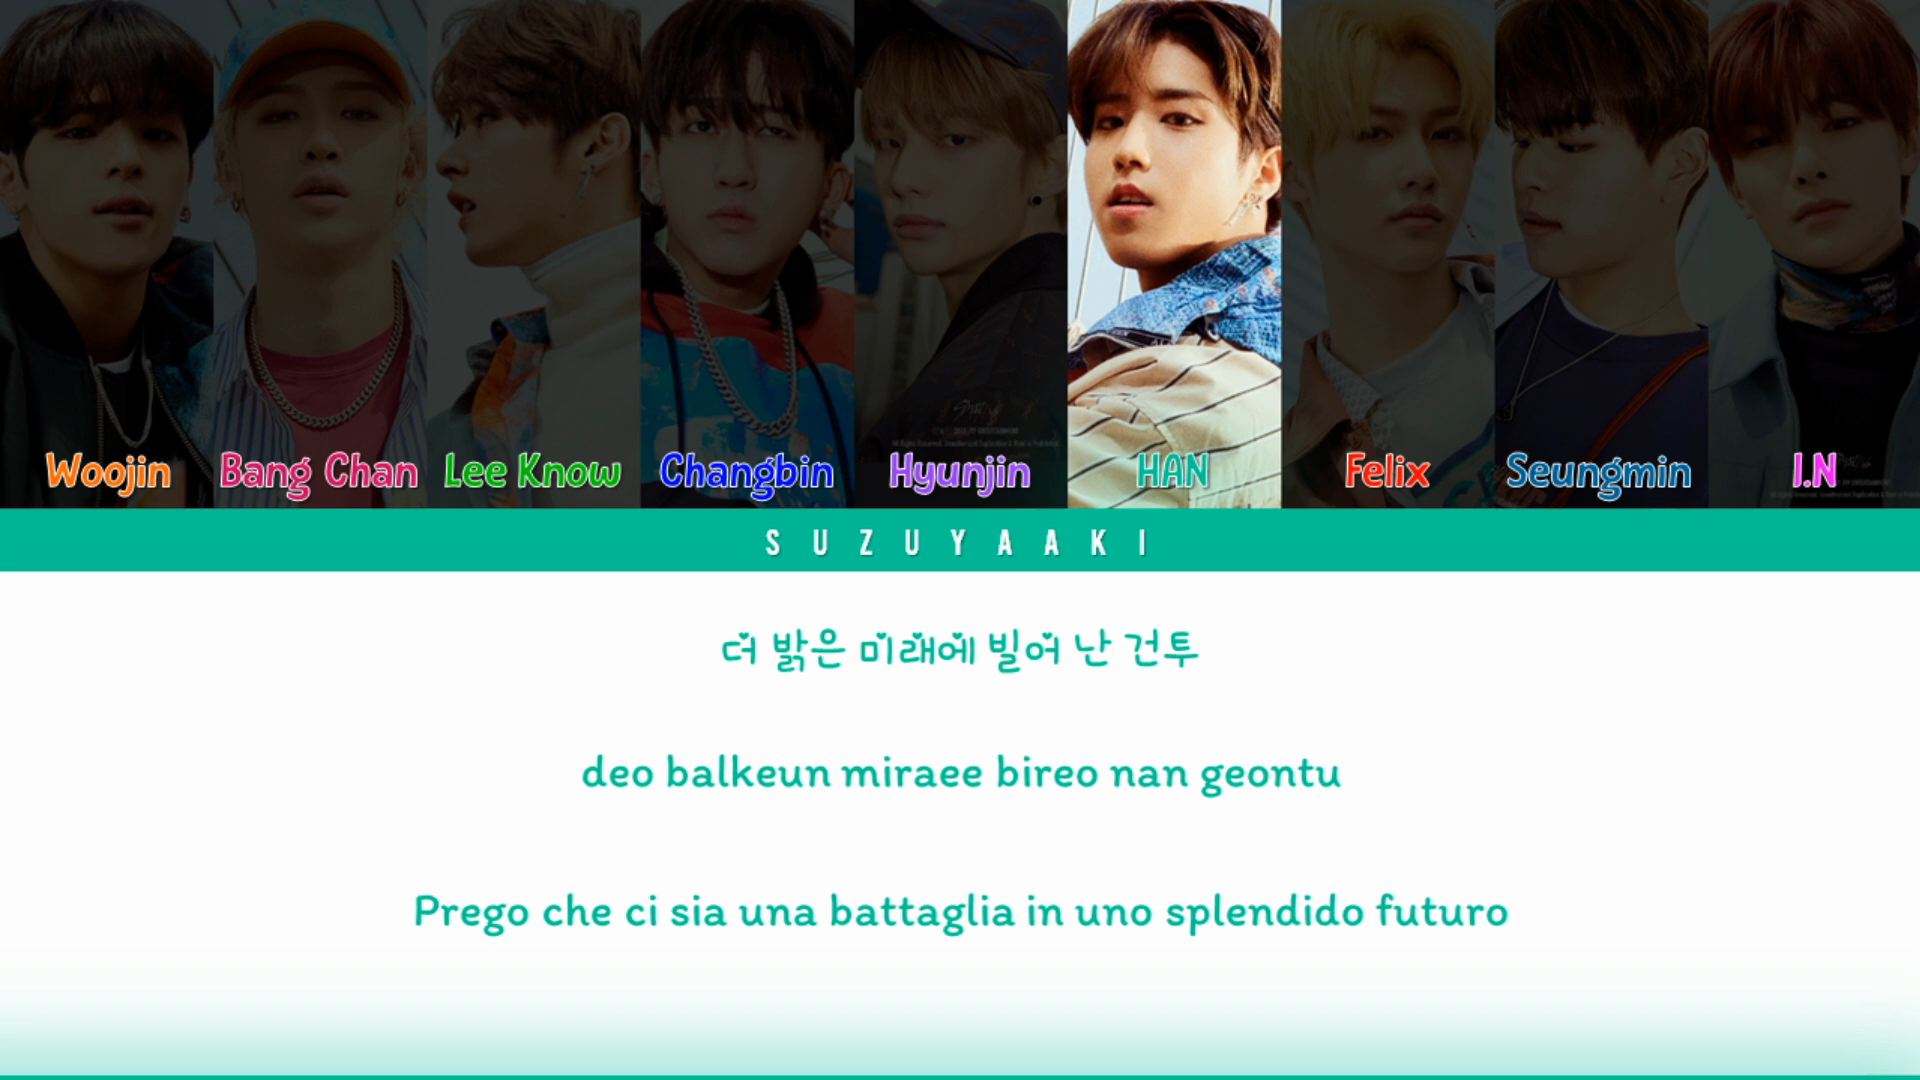 Woojin Bang Chan Lee Know Changbin Hyunjin HAN Felix Seungmin I.N
SUZUYAAKI
더 밝은 미래에 빌어 난 건투
deo balkeun miraee bireo nan geontu
Prego che ci sia una battaglia in uno splendido futuro